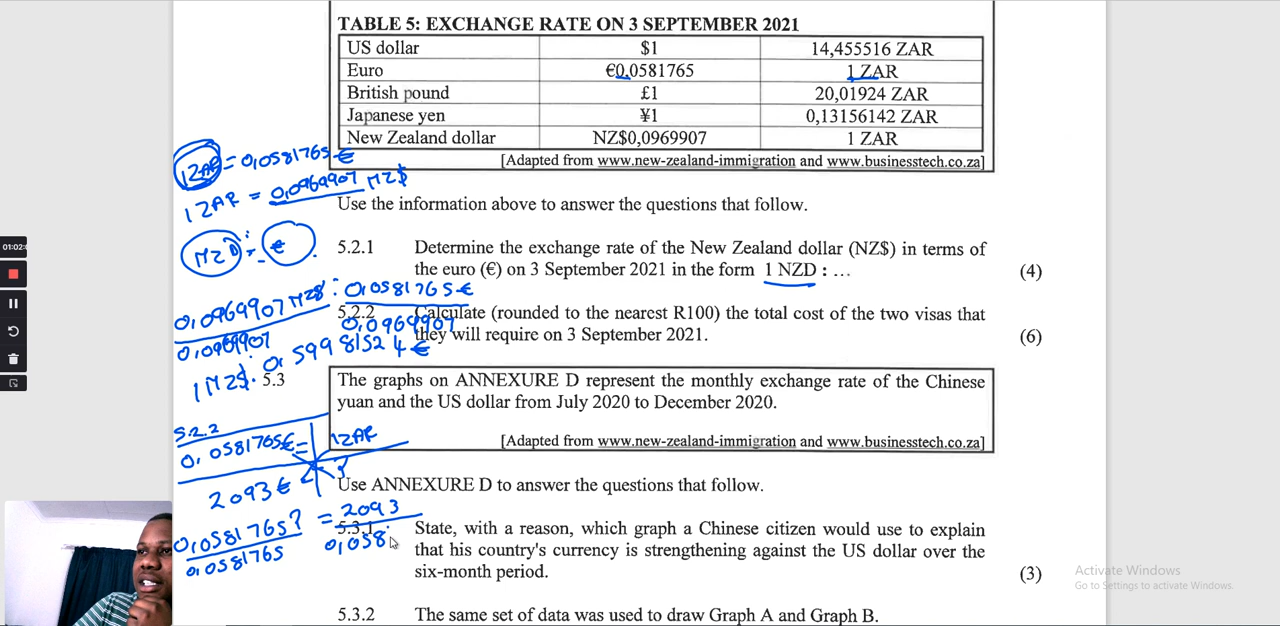 TABLE 5: EXCHANGE RATE ON 3 SEPTEMBER 2021
US dollar $1 14,455516 ZAR
Euro €0,0581765 1 ZAR
British pound £1 20,01924 ZAR
Japanese yen ¥1 0,13156142 ZAR
New Zealand dollar NZ$0,0969907 1 ZAR
[Adapted from www.new-zealand-immigration and www.businesstech.co.za]
1ZAR = 0,0581765 €
1ZAR = 0,0969907 NZ$
Use the information above to answer the questions that follow.
NZD : €
5.2.1 Determine the exchange rate of the New Zealand dollar (NZ$) in terms of
the euro (€) on 3 September 2021 in the form 1 NZD : … (4)
0,0969907 NZ$ : 0,0581765 €
0,0969907 0,0969907
5.2.2 Calculate (rounded to the nearest R100) the total cost of the two visas that
they will require on 3 September 2021. (6)
1 NZ$ : 0,59981524 €
5.3 The graphs on ANNEXURE D represent the monthly exchange rate of the Chinese
yuan and the US dollar from July 2020 to December 2020.
[Adapted from www.new-zealand-immigration and www.businesstech.co.za]
5.2.2
0,0581765€ = 1ZAR
2093€ ?
Use ANNEXURE D to answer the questions that follow.
0,0581765? = 2093
0,0581765 0,058
5.3.1 State, with a reason, which graph a Chinese citizen would use to explain
that his country's currency is strengthening against the US dollar over the
six-month period. (3)
5.3.2 The same set of data was used to draw Graph A and Graph B.
Activate Windows
Go to Settings to activate Windows.